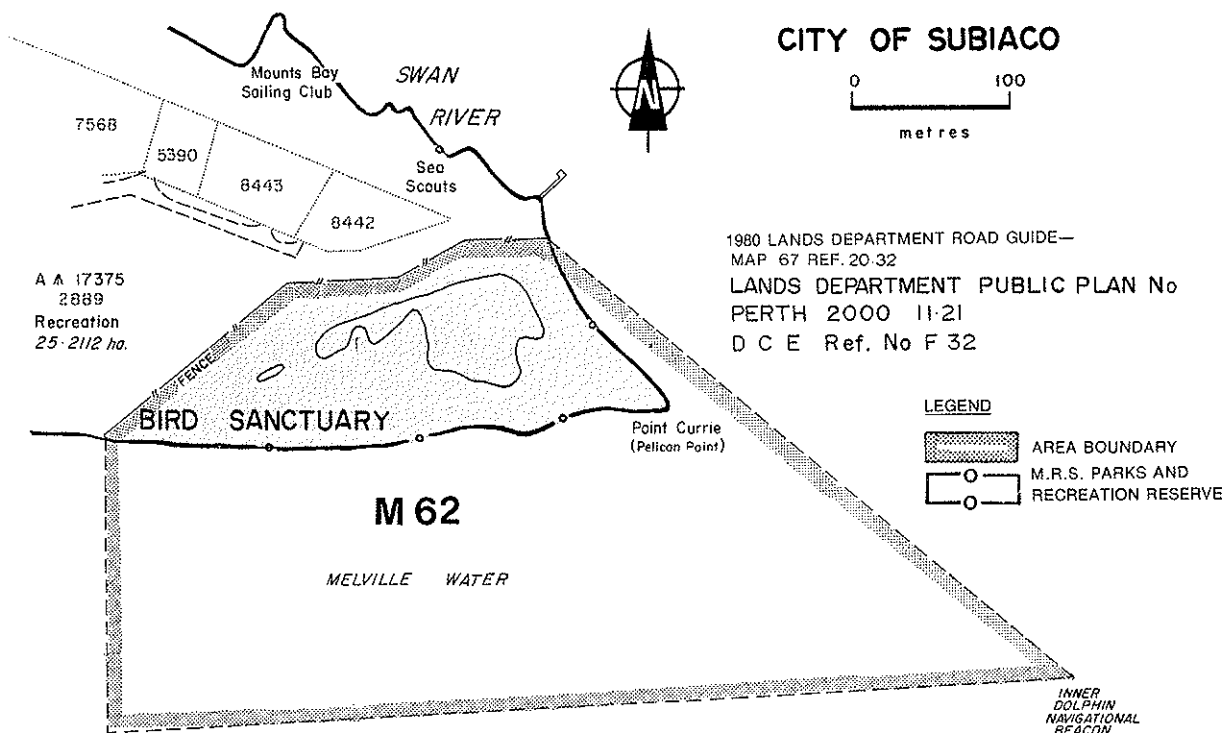 CITY OF SUBIACO
0 100
metres
N
Mounts Bay
Sailing Club
SWAN
RIVER
Sea
Scouts
7568
5390
8443
8442
1980 LANDS DEPARTMENT ROAD GUIDE—
MAP 67 REF. 20·32
LANDS DEPARTMENT PUBLIC PLAN No
PERTH 2000 11·21
D C E Ref. No F 32
A 17375
2889
Recreation
25·2112 ha.
FENCE
BIRD SANCTUARY
Point Currie
(Pelican Point)
LEGEND
AREA BOUNDARY
M.R.S. PARKS AND
RECREATION RESERVE
M 62
MELVILLE WATER
INNER
DOLPHIN
NAVIGATIONAL
BEACON